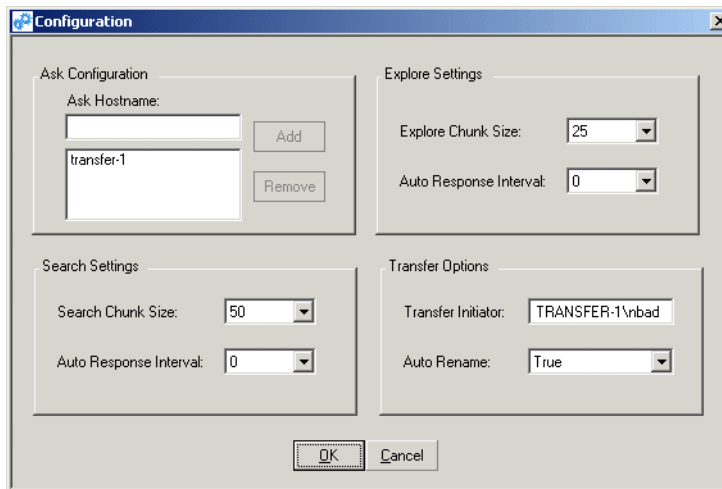 Configuration
Ask Configuration
Ask Hostname:
Add
transfer-1
Remove
Explore Settings
Explore Chunk Size: 25
Auto Response Interval: 0
Search Settings
Search Chunk Size: 50
Auto Response Interval: 0
Transfer Options
Transfer Initiator: TRANSFER-1\nbad
Auto Rename: True
OK Cancel